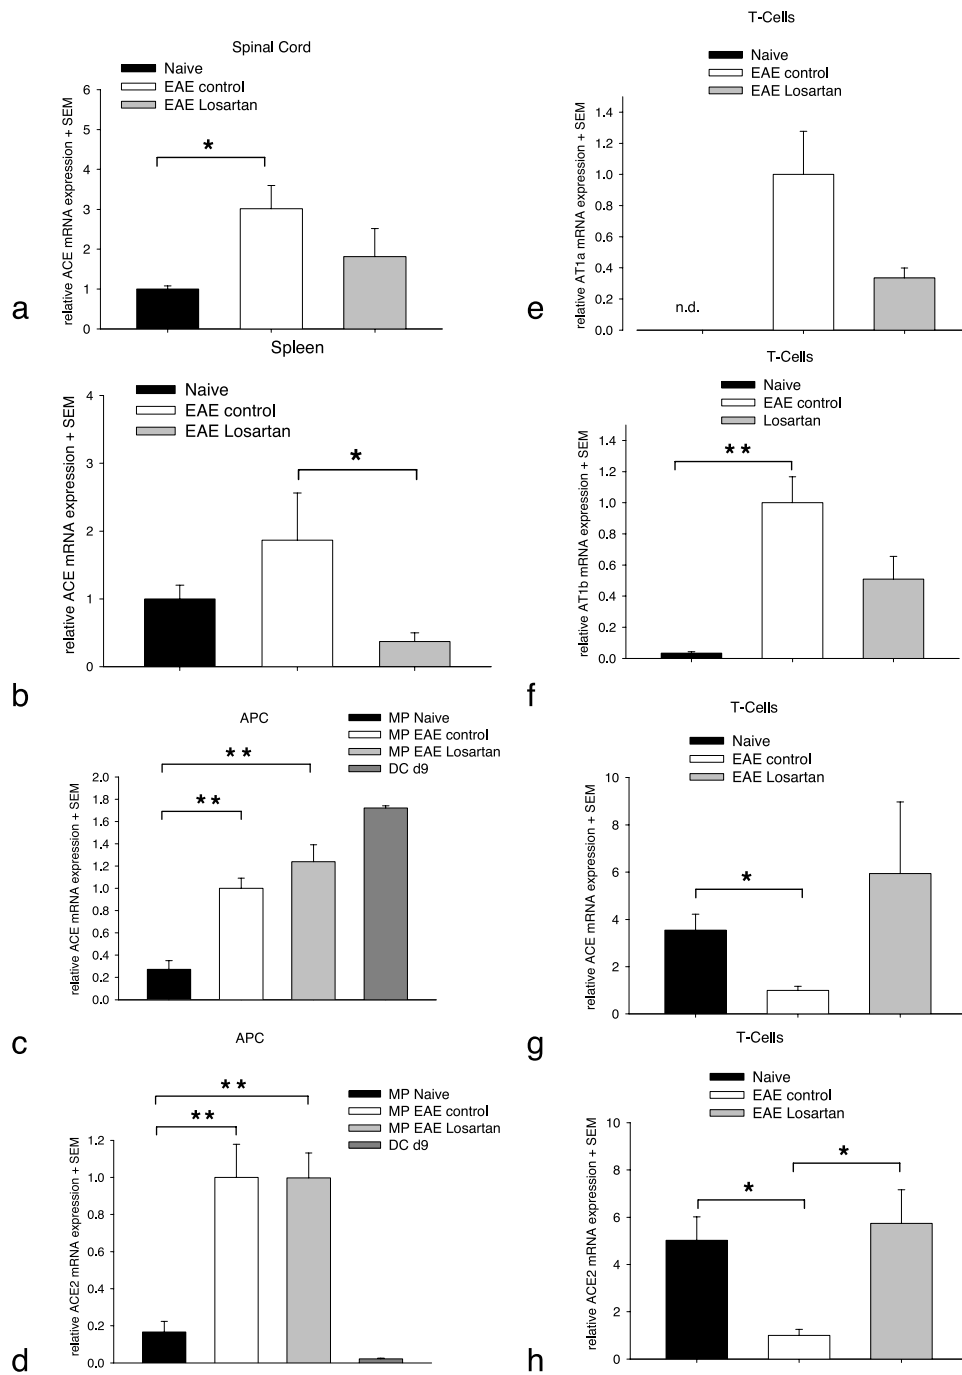 Spinal Cord
Naive
EAE control
EAE Losartan
relative ACE mRNA expression + SEM
6
5
4
3
2
1
0
*
a
Spleen
Naive
EAE control
EAE Losartan
relative ACE mRNA expression + SEM
4
3
2
1
0
*
b
APC
MP Naive
MP EAE control
MP EAE Losartan
DC d9
relative ACE mRNA expression + SEM
2.0
1.8
1.6
1.4
1.2
1.0
0.8
0.6
0.4
0.2
0.0
**
**
c
APC
MP Naive
MP EAE control
MP EAE Losartan
DC d9
relative ACE2 mRNA expression + SEM
1.2
1.0
0.8
0.6
0.4
0.2
0.0
**
**
d
T-Cells
Naive
EAE control
EAE Losartan
relative AT1a mRNA expression + SEM
1.4
1.2
1.0
0.8
0.6
0.4
0.2
0.0
n.d.
e
T-Cells
Naive
EAE control
Losartan
relative AT1b mRNA expression + SEM
1.4
1.2
1.0
0.8
0.6
0.4
0.2
0.0
**
f
T-Cells
Naive
EAE control
EAE Losartan
relative ACE mRNA expression + SEM
10
8
6
4
2
0
*
g
T-Cells
Naive
EAE control
EAE Losartan
relative ACE2 mRNA expression + SEM
10
8
6
4
2
0
*
*
h